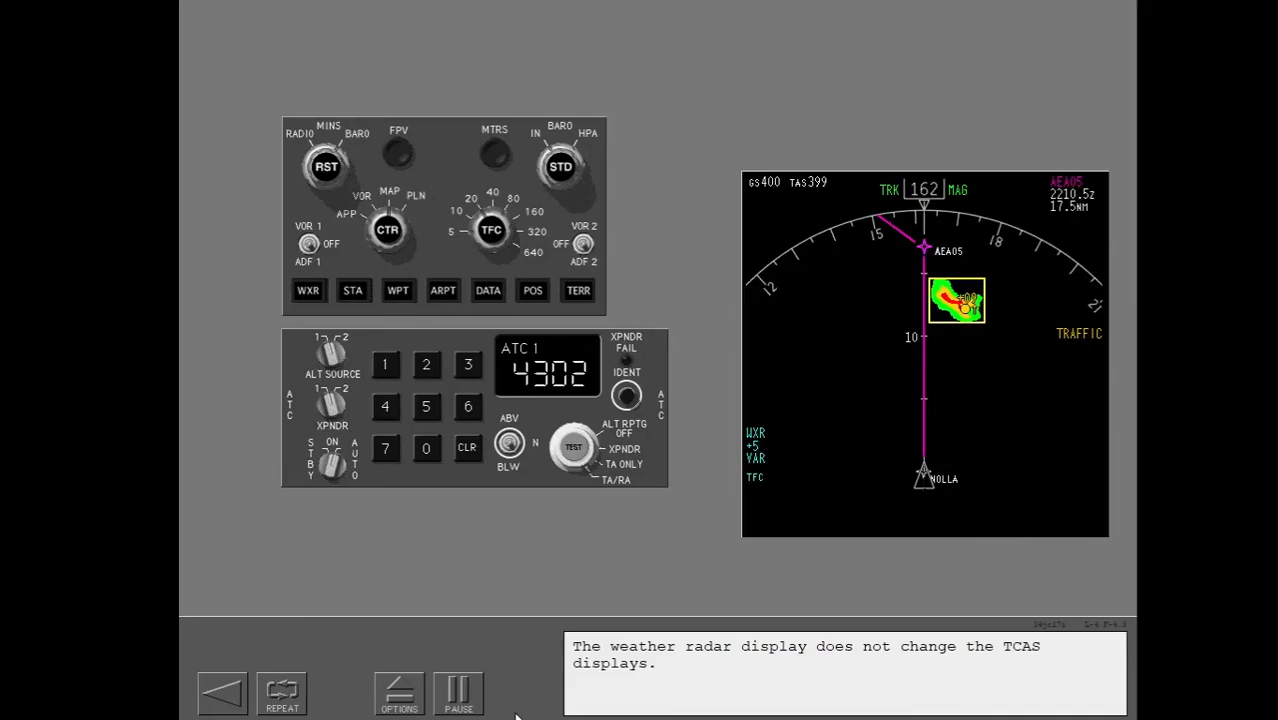 MINS
RADIO BARO
RST
FPV
MTRS
BARO
IN HPA
STD
VOR MAP PLN
APP
CTR
5 10 20 40 80 160 320 640
TFC
VOR 1
OFF
ADF 1
VOR 2
OFF
ADF 2
WXR STA WPT ARPT DATA POS TERR
1 2
ALT SOURCE
1 2
XPNDR
ATC
STBY ON AUTO
1 2 3
4 5 6
7 0 CLR
ATC 1
4302
XPNDR
FAIL
IDENT
ATC
ABV
N
BLW
TEST
ALT RPTG
OFF
XPNDR
TA ONLY
TA/RA
GS400 TAS399
TRK 162 MAG
AEA05
2210.5Z
17.5NM
12 15 18 21
AEA05
TRAFFIC
10
WXR
+5
VAR
TFC
NOLLA
The weather radar display does not change the TCAS
displays.
REPEAT
OPTIONS
PAUSE